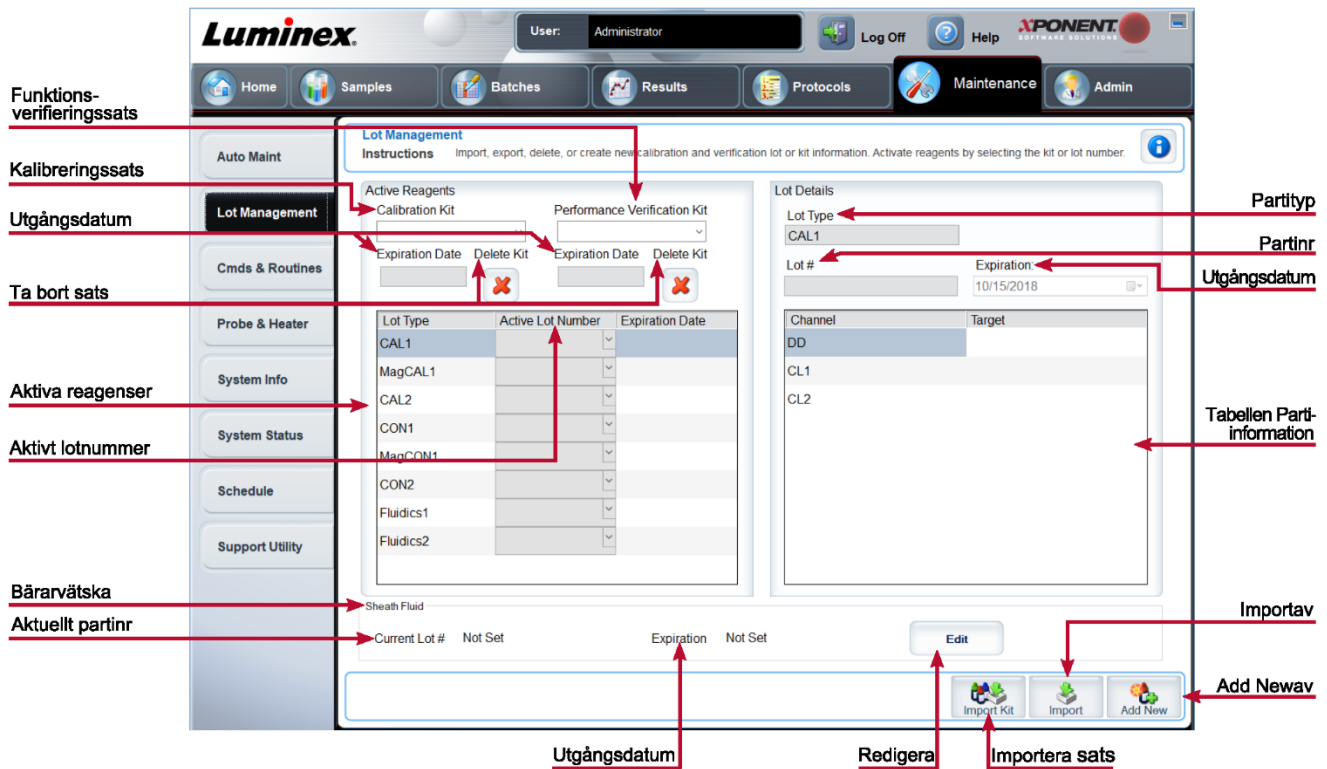 Luminex.
User: Administrator
Log Off
Help
XPONENT.
SOFTWARE SOLUTIONS
Home
Samples
Batches
Results
Protocols
Maintenance
Admin
Funktions-
verifieringssats
Kalibreringssats
Utgångsdatum
Ta bort sats
Aktiva reagenser
Aktivt lotnummer
Bärarvätska
Aktuellt partinr
Auto Maint
Lot Management
Cmds & Routines
Probe & Heater
System Info
System Status
Schedule
Support Utility
Lot Management
Instructions Import, export, delete, or create new calibration and verification lot or kit information. Activate reagents by selecting the kit or lot number.
Active Reagents
Calibration Kit Performance Verification Kit
Expiration Date Delete Kit Expiration Date Delete Kit
Lot Type Active Lot Number Expiration Date
CAL1
MagCAL1
CAL2
CON1
MagCON1
CON2
Fluidics1
Fluidics2
Lot Details
Lot Type
CAL1
Lot # Expiration:
10/15/2018
Channel Target
DD
CL1
CL2
Sheath Fluid
Current Lot # Not Set Expiration Not Set Edit
Import Kit Import Add New
Partityp
Partinr
Utgångsdatum
Tabellen Parti-
information
Importav
Add Newav
Utgångsdatum Redigera Importera sats